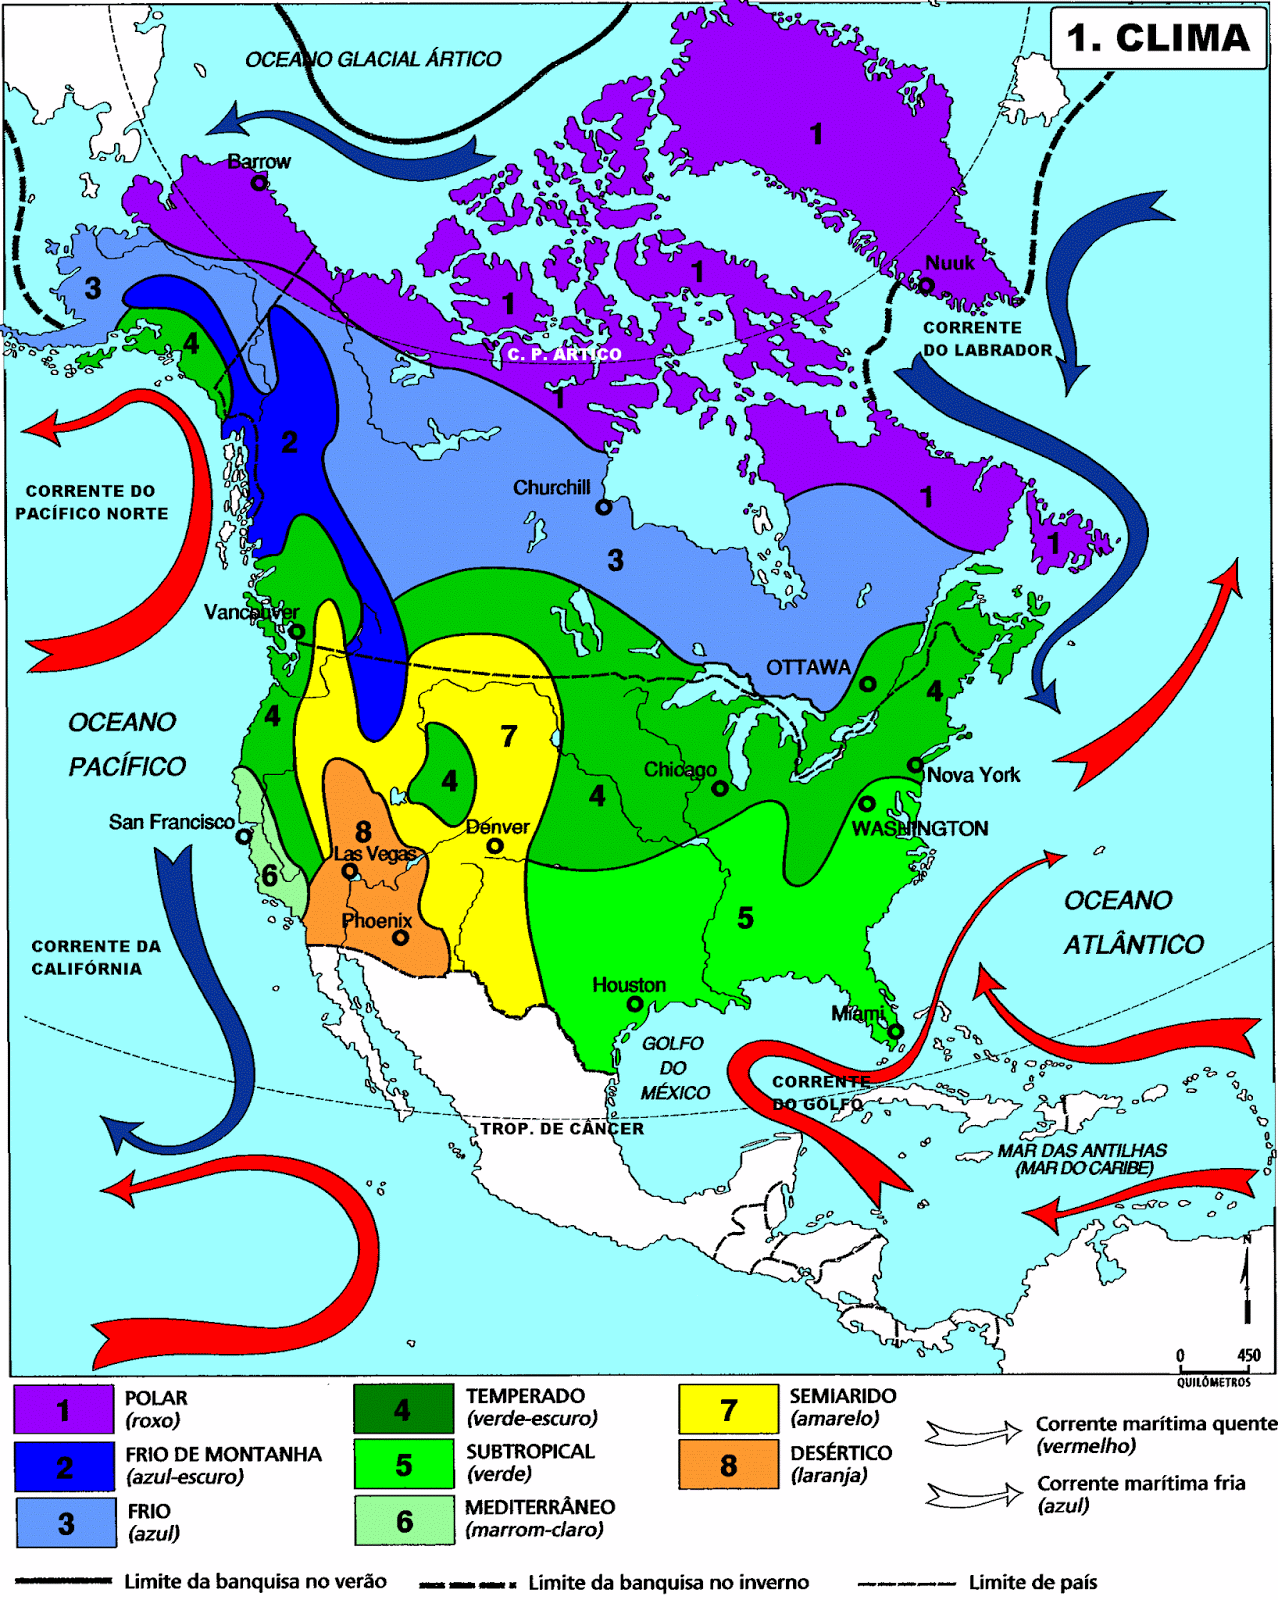 1. CLIMA
OCEANO GLACIAL ÁRTICO
Barrow
1
1
1
Nuuk
3
CORRENTE
DO LABRADOR
4
C. P. ÁRTICO
1
2
CORRENTE DO
PACÍFICO NORTE
Churchill
1
3
1
Vancouver
OTTAWA
4
4
OCEANO
PACÍFICO
7
4
4
Chicago
Nova York
San Francisco
8
Denver
WASHINGTON
Las Vegas
6
5
Phoenix
OCEANO
ATLÂNTICO
CORRENTE DA
CALIFÓRNIA
Houston
Miami
GOLFO
DO
MÉXICO
CORRENTE
DO GOLFO
TROP. DE CÂNCER
MAR DAS ANTILHAS
(MAR DO CARIBE)
N
0 450
QUILÔMETROS
1 POLAR
(roxo)
2 FRIO DE MONTANHA
(azul-escuro)
3 FRIO
(azul)
4 TEMPERADO
(verde-escuro)
5 SUBTROPICAL
(verde)
6 MEDITERRÂNEO
(marrom-claro)
7 SEMIARIDO
(amarelo)
8 DESÉRTICO
(laranja)
Corrente marítima quente
(vermelho)
Corrente marítima fria
(azul)
Limite da banquisa no verão
Limite da banquisa no inverno
Limite de país